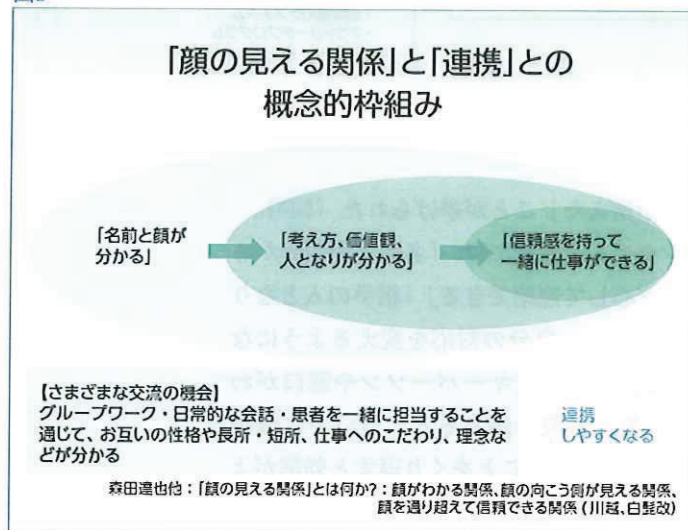 「顔の見える関係」と「連携」との
概念的枠組み
「名前と顔が
分かる」
「考え方、価値観、
人となりが分かる」
「信頼感を持って
一緒に仕事ができる」
【さまざまな交流の機会】
グループワーク・日常的な会話・患者を一緒に担当することを
通じて、お互いの性格や長所・短所、仕事へのこだわり、理念な
どが分かる
連携
しやすくなる
森田達也他：「顔の見える関係」とは何か？：顔がわかる関係、顔の向こう側が見える関係、
顔を通り超えて信頼できる関係（川越、白髭改）